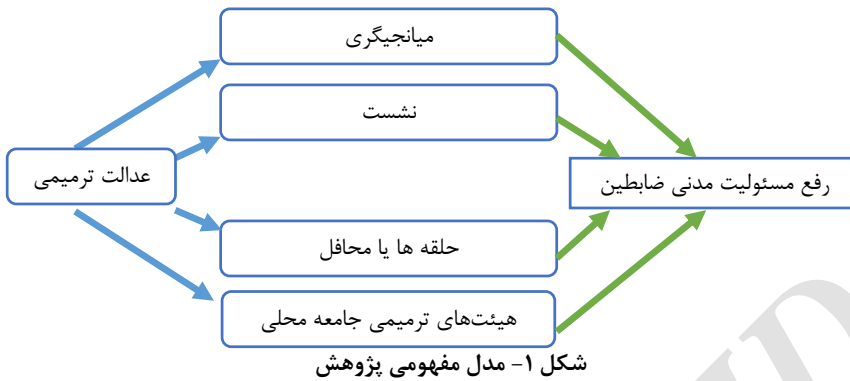 میانجیگری
نشست
عدالت ترمیمی
رفع مسئولیت مدنی ضابطین
حلقه ها یا محافل
هیئت‌های ترمیمی جامعه محلی
شکل ۱- مدل مفهومی پژوهش